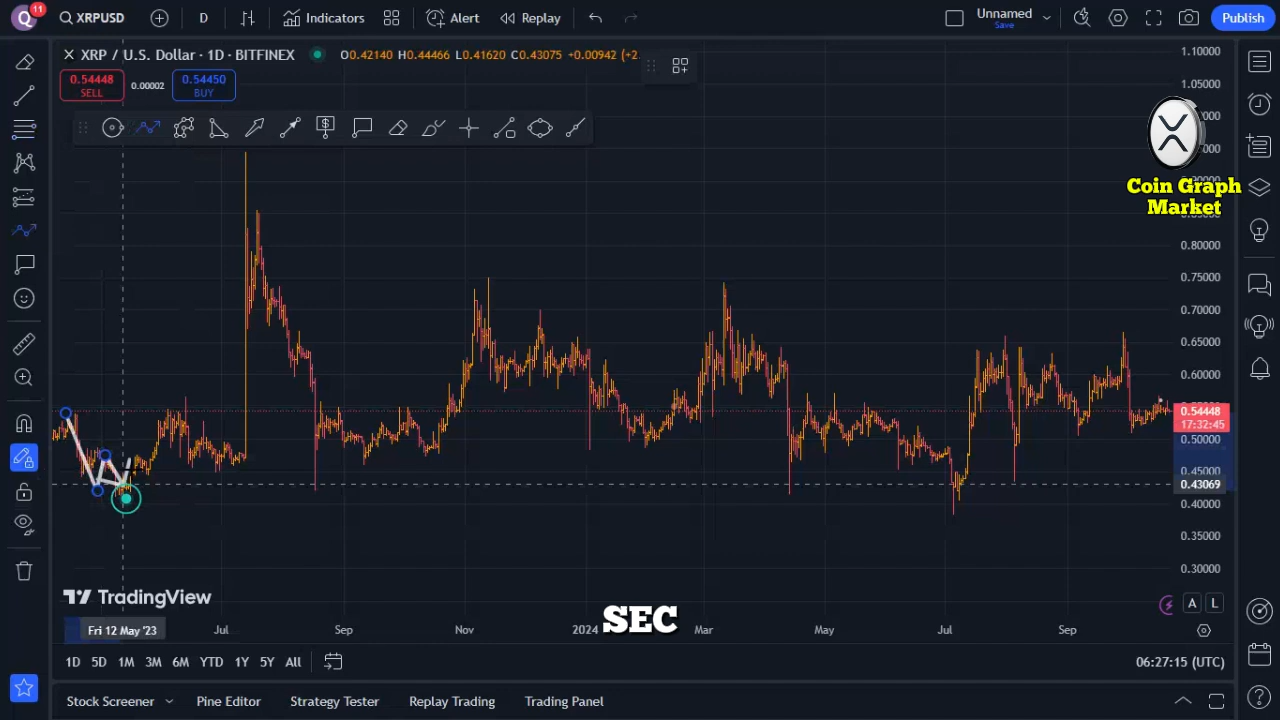 Q 11 XRPUSD D Indicators Alert Replay Unnamed Save Publish
XRP / U.S. Dollar · 1D · BITFINEX O0.42140 H0.44466 L0.41620 C0.43075 +0.00942 (+2.
0.54448 SELL 0.00002 0.54450 BUY
Coin Graph
Market
1.10000
1.05000
0.80000
0.75000
0.70000
0.65000
0.60000
0.54448
17:32:45
0.50000
0.45000
0.43069
0.40000
0.35000
0.30000
TradingView
SEC
Fri 12 May '23 Jul Sep Nov 2024 Mar May Jul Sep
A L
1D 5D 1M 3M 6M YTD 1Y 5Y All 06:27:15 (UTC)
Stock Screener Pine Editor Strategy Tester Replay Trading Trading Panel